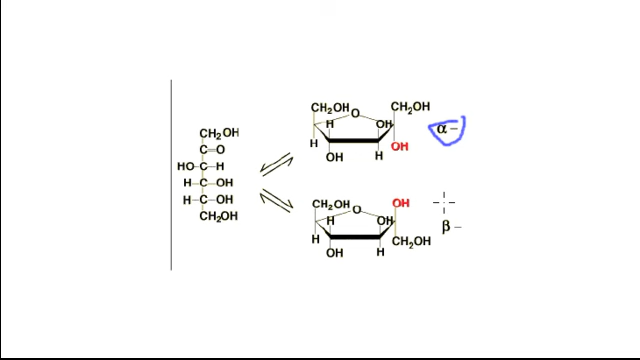 CH₂OH
C=O
HO-C-H
H-C-OH
H-C-OH
CH₂OH
CH₂OH O CH₂OH
H OH
H OH
OH H
α-
CH₂OH O OH
H OH
H CH₂OH
OH H
β-